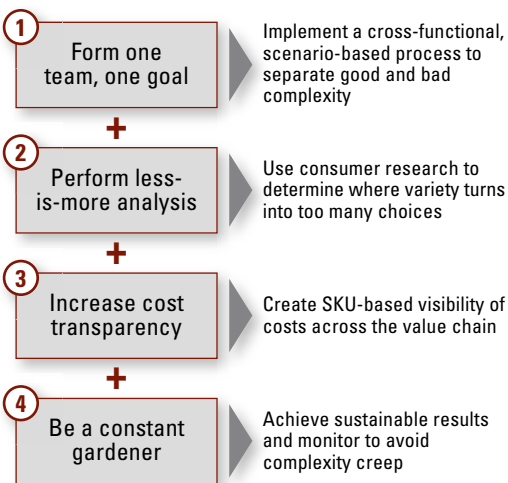 1
Form one
team, one goal
Implement a cross-functional,
scenario-based process to
separate good and bad
complexity
+
2
Perform less-
is-more analysis
Use consumer research to
determine where variety turns
into too many choices
+
3
Increase cost
transparency
Create SKU-based visibility of
costs across the value chain
+
4
Be a constant
gardener
Achieve sustainable results
and monitor to avoid
complexity creep